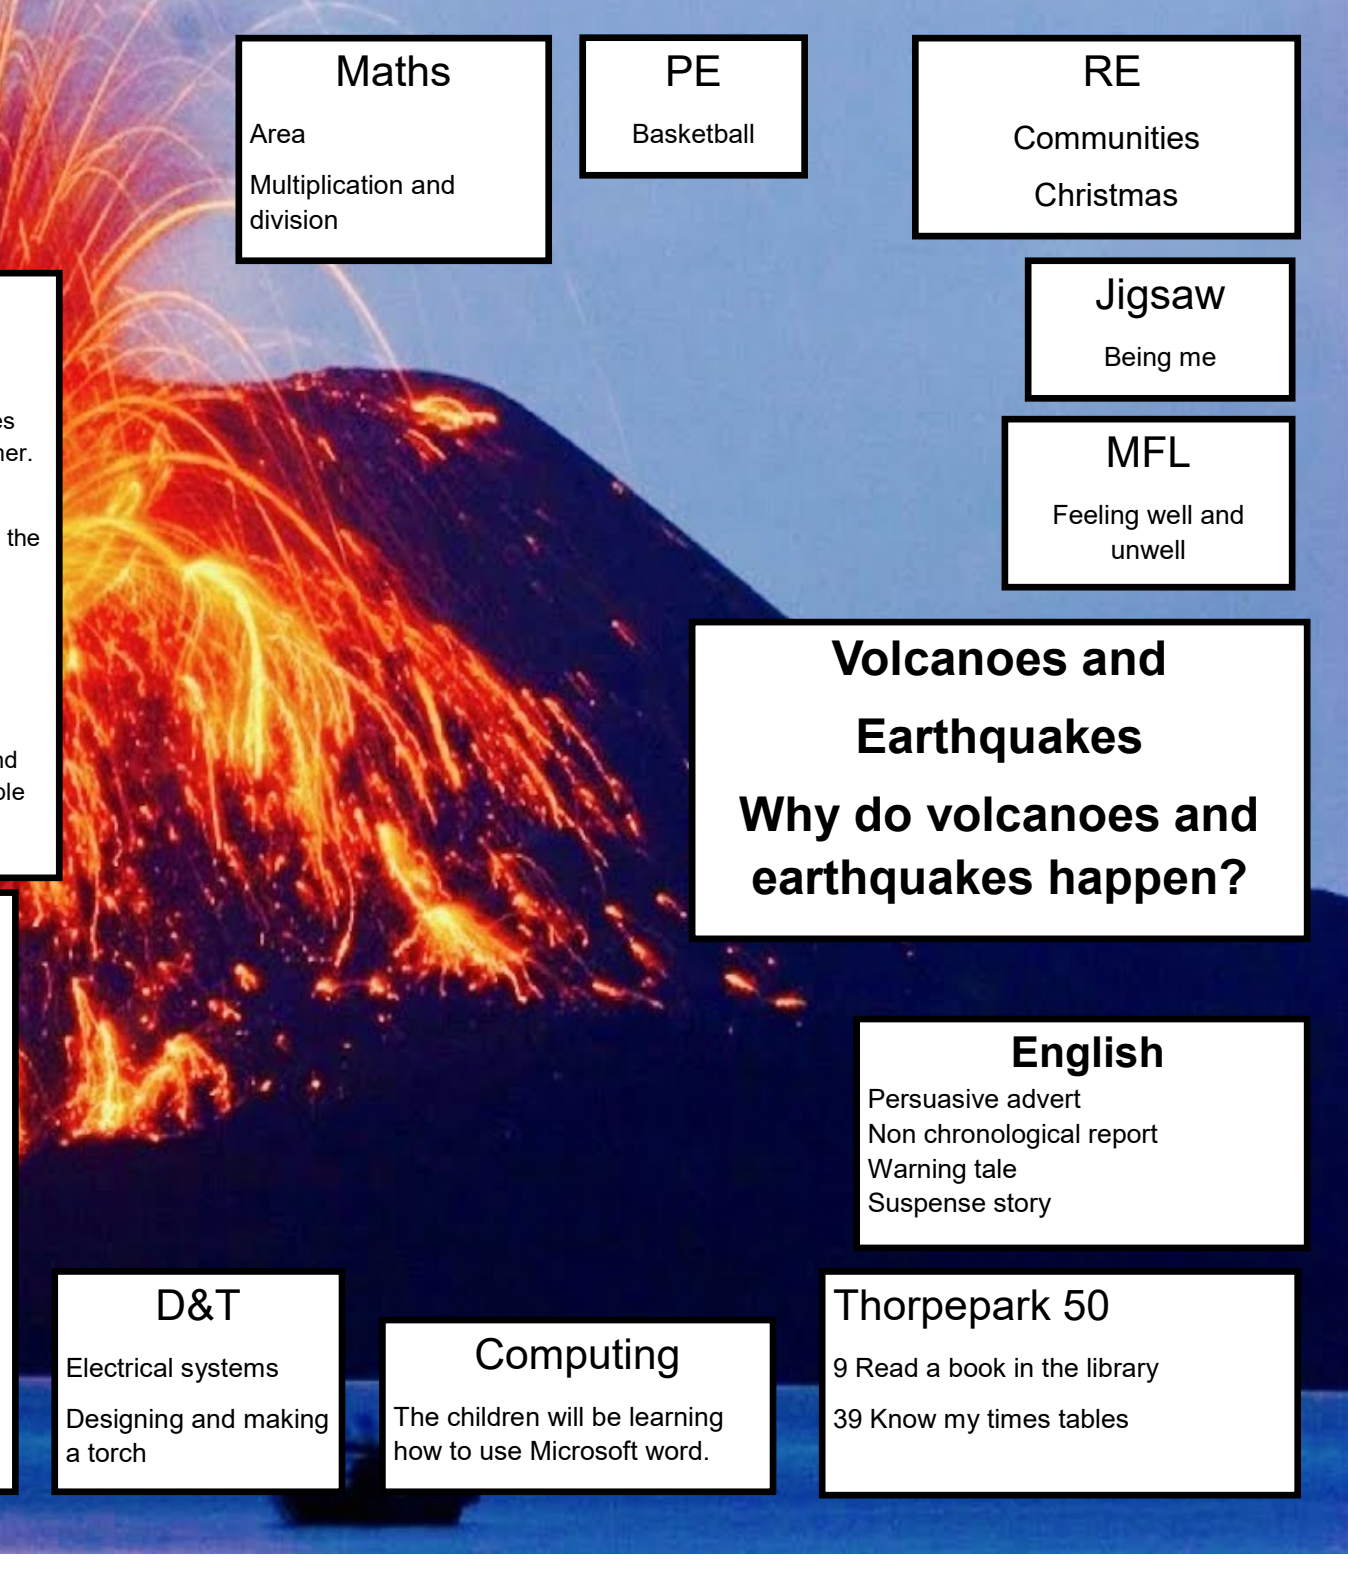 Maths
Area
Multiplication and
division
PE
Basketball
RE
Communities
Christmas
Jigsaw
Being me
MFL
Feeling well and
unwell
the
Volcanoes and
Earthquakes
Why do volcanoes and
earthquakes happen?
English
Persuasive advert
Non chronological report
Warning tale
Suspense story
D&T
Electrical systems
Designing and making
a torch
Computing
The children will be learning
how to use Microsoft word.
Thorpepark 50
9 Read a book in the library
39 Know my times tables